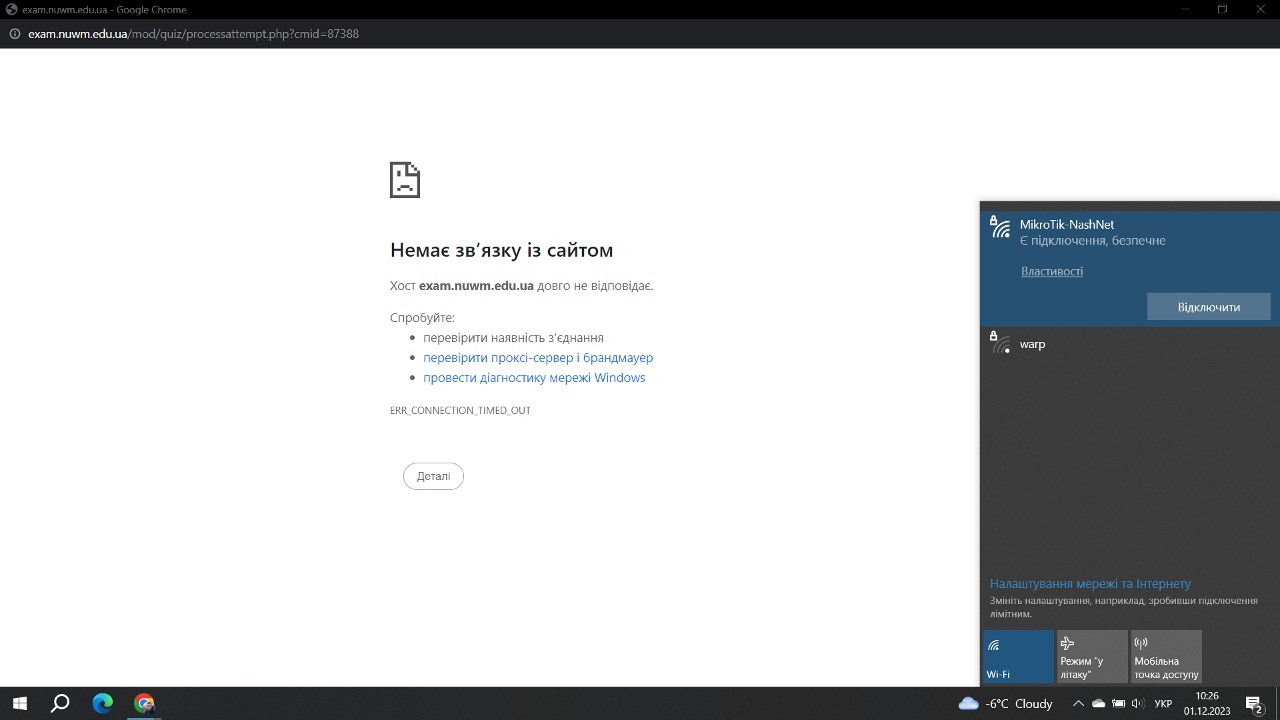 exam.nuwm.edu.ua - Google Chrome
exam.nuwm.edu.ua/mod/quiz/processattempt.php?cmid=87388
Немає зв’язку із сайтом
Хост exam.nuwm.edu.ua довго не відповідає.
Спробуйте:
перевірити наявність з'єднання
перевірити проксі-сервер і брандмауер
провести діагностику мережі Windows
ERR_CONNECTION_TIMED_OUT
Деталі
MikroTik-NashNet
Є підключення, безпечне
Властивості
Відключити
warp
Налаштування мережі та Інтернету
Змініть налаштування, наприклад, зробивши підключення
лімітним.
Wi-Fi
Режим "у
літаку"
Мобільна
точка доступу
-6°C Cloudy
УКР
10:26
01.12.2023
2